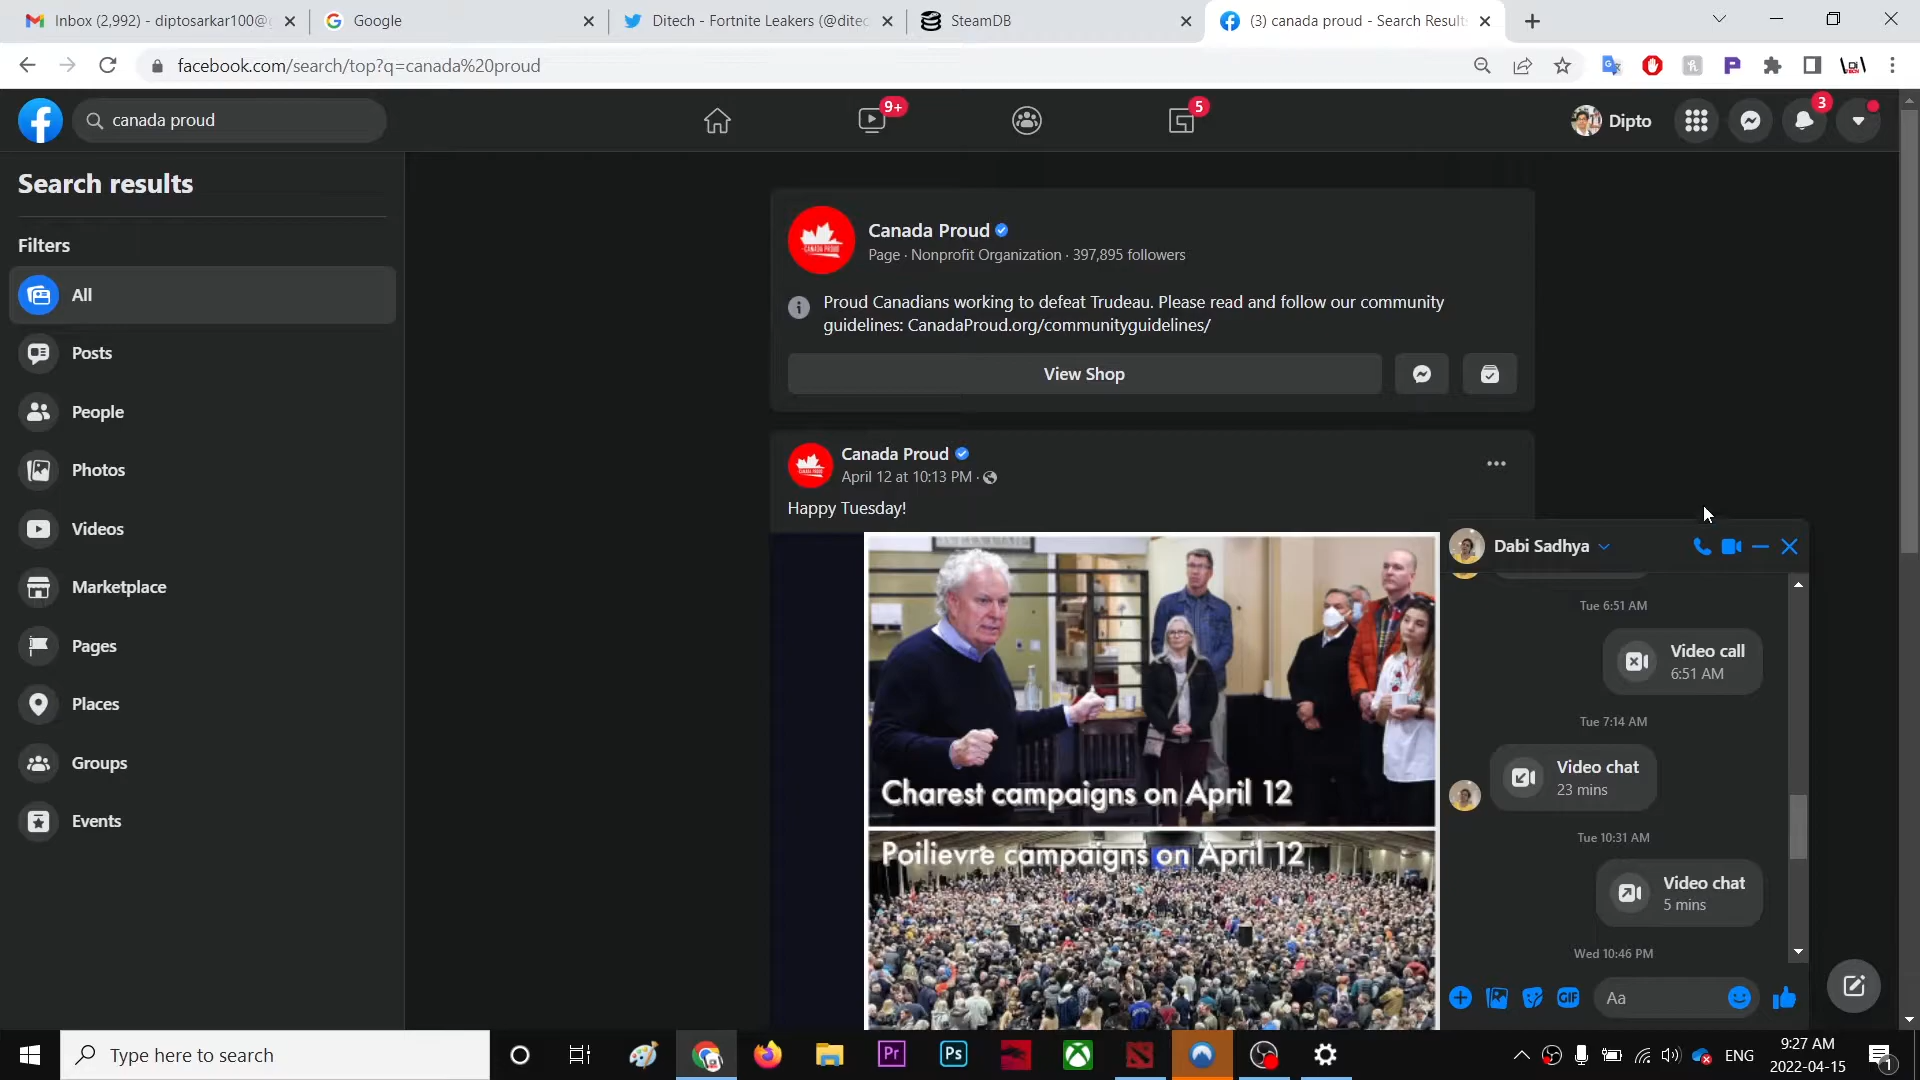 Inbox (2,992) - diptosarkar100@
Google
Ditech - Fortnite Leakers (@ditec
SteamDB
(3) canada proud - Search Result
facebook.com/search/top?q=canada%20proud
canada proud
9+
5
Dipto
3
Search results
Filters
All
Posts
People
Photos
Videos
Marketplace
Pages
Places
Groups
Events
CANADA PROUD
Canada Proud
Page · Nonprofit Organization · 397,895 followers
Proud Canadians working to defeat Trudeau. Please read and follow our community
guidelines: CanadaProud.org/communityguidelines/
View Shop
Canada Proud
April 12 at 10:13 PM ·
Happy Tuesday!
Charest campaigns on April 12
Poilievre campaigns on April 12
Dabi Sadhya
Tue 6:51 AM
Video call
6:51 AM
Tue 7:14 AM
Video chat
23 mins
Tue 10:31 AM
Video chat
5 mins
Wed 10:46 PM
GIF
Aa
Type here to search
Pr
Ps
ENG
9:27 AM
2022-04-15
1